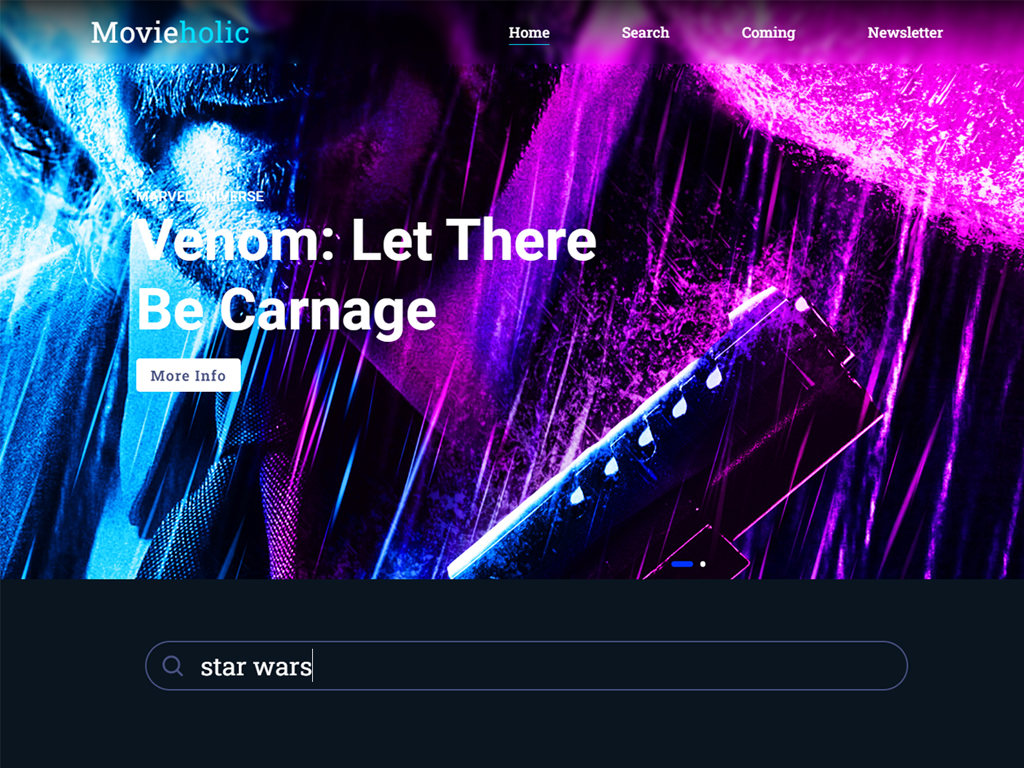 Movieholic
Home Search Coming Newsletter
MARVEL UNIVERSE
Venom: Let There
Be Carnage
More Info
star wars